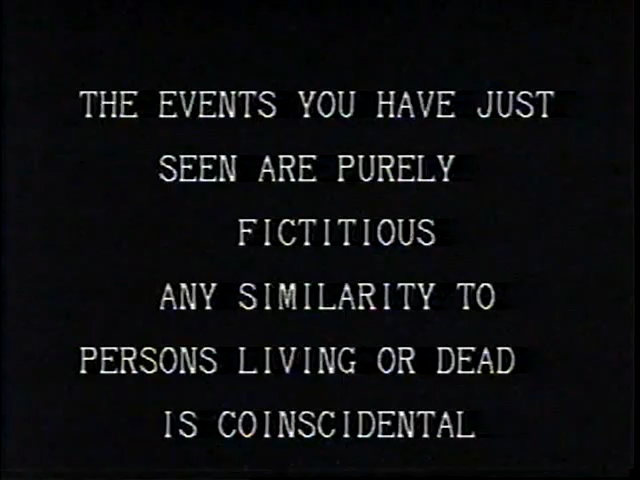 THE EVENTS YOU HAVE JUST
SEEN ARE PURELY
FICTITIOUS
ANY SIMILARITY TO
PERSONS LIVING OR DEAD
IS COINSCIDENTAL